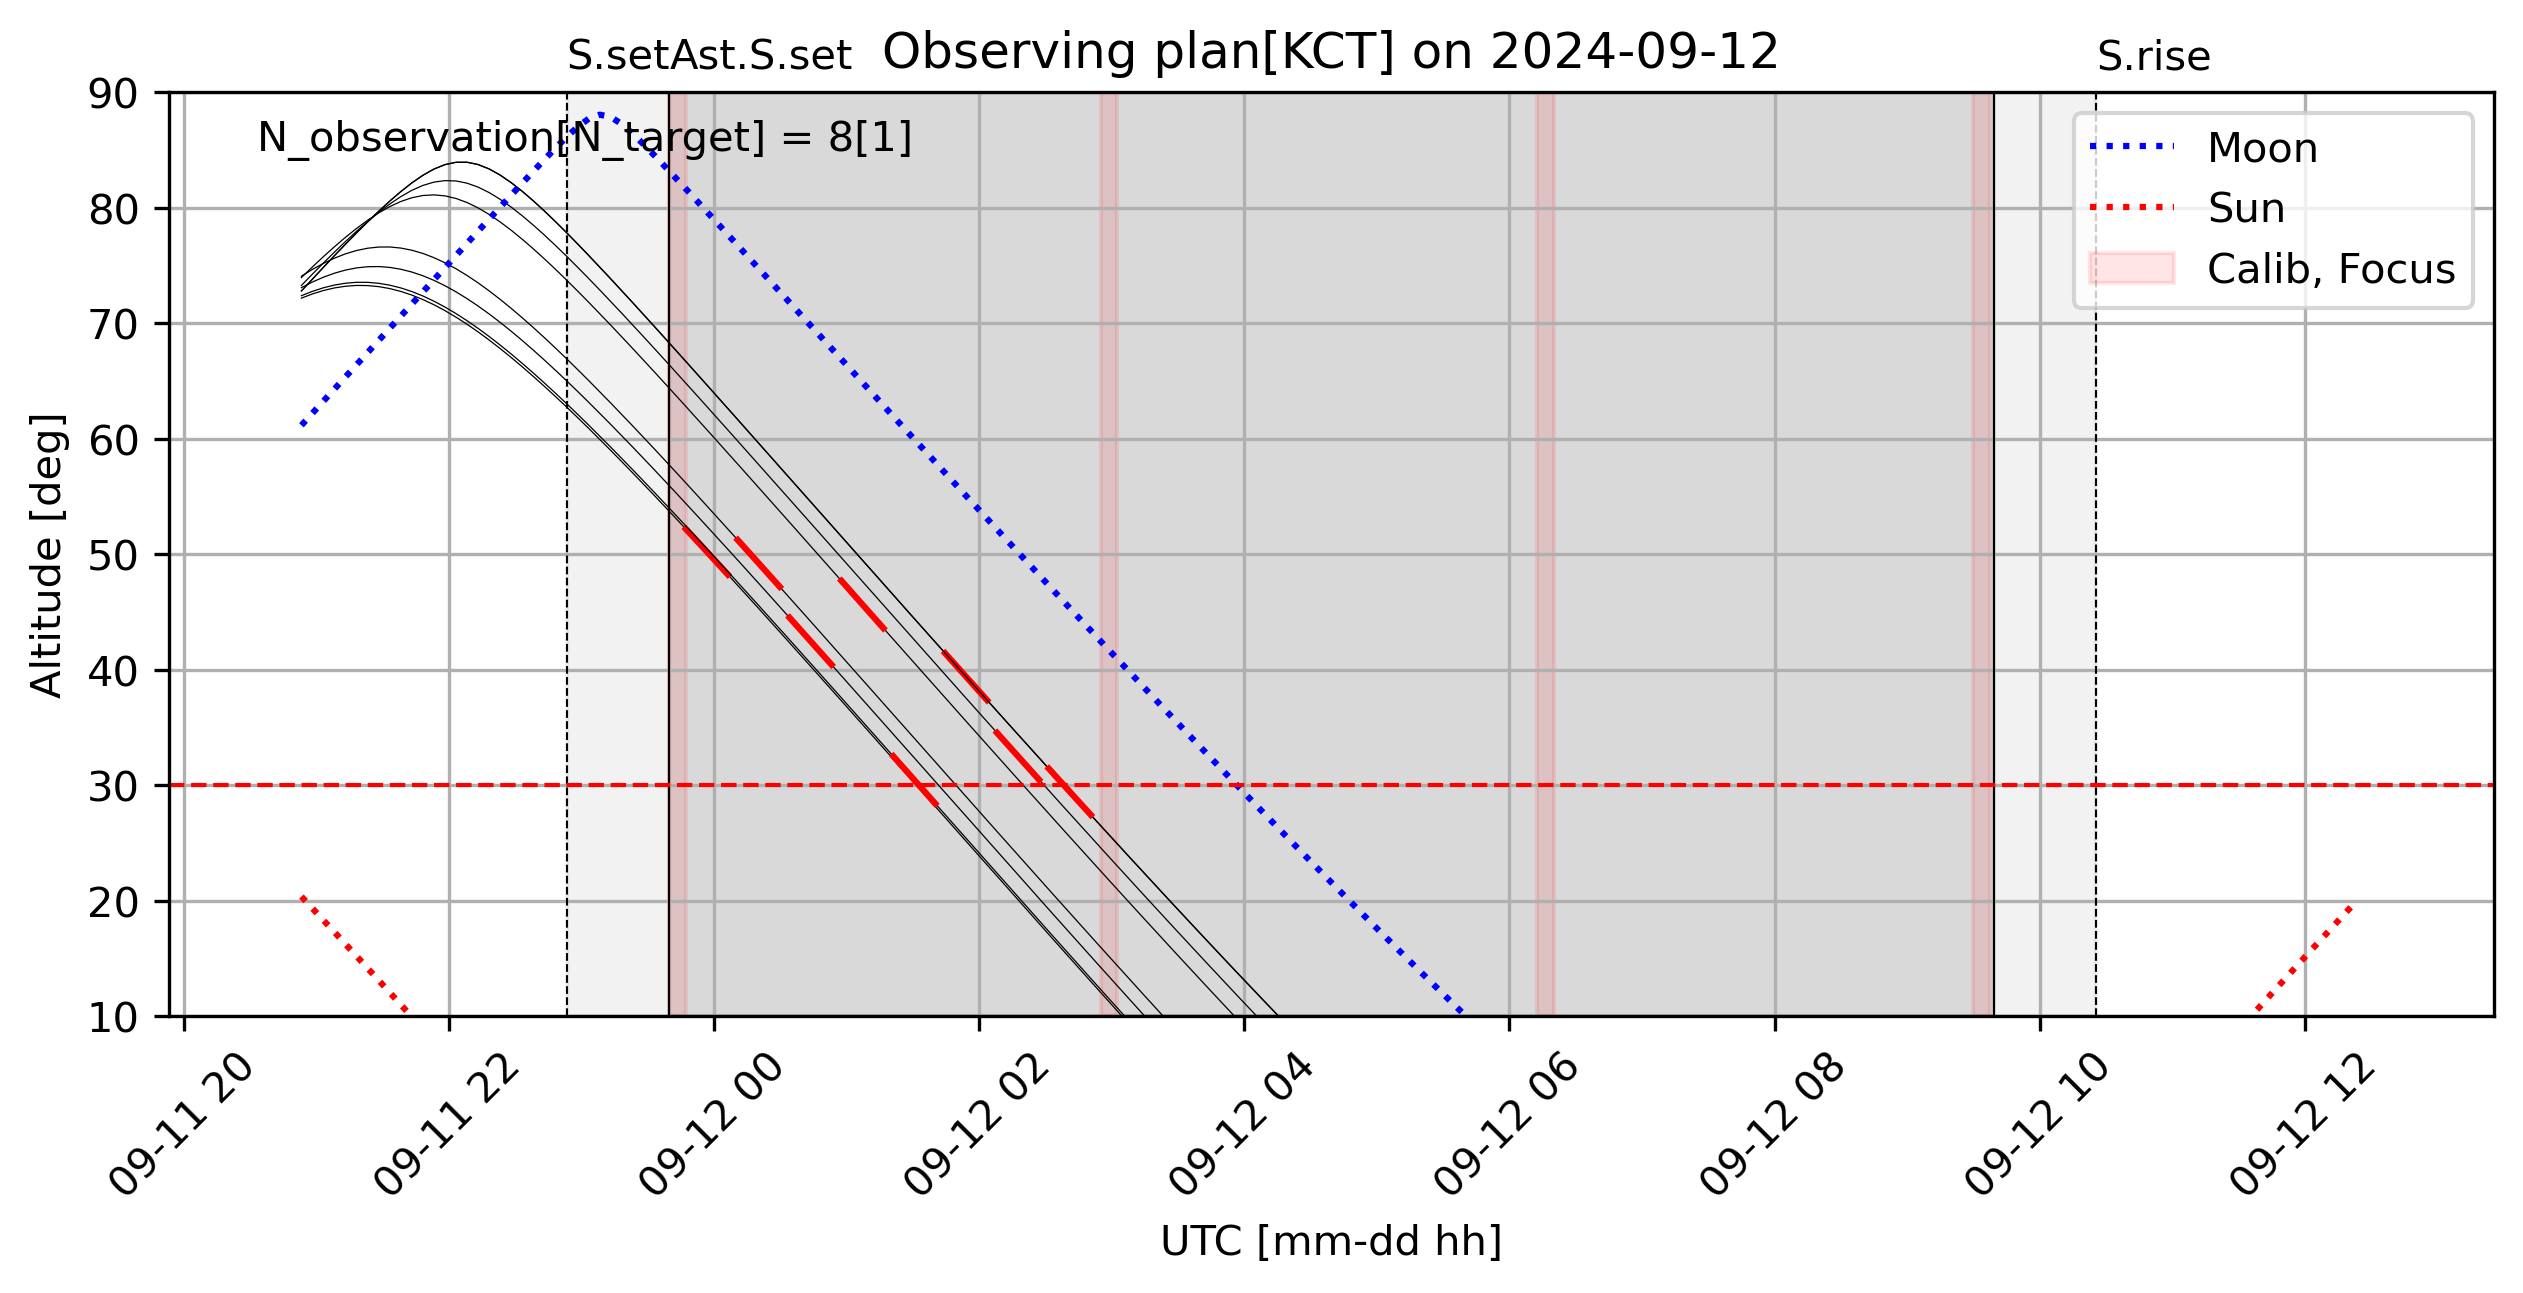 S.setAst.S.set Observing plan[KCT] on 2024-09-12 S.rise
N_observation[N_target] = 8[1]
Moon
Sun
Calib, Focus
Altitude [deg]
90
80
70
60
50
40
30
20
10
09-11 20
09-11 22
09-12 00
09-12 02
09-12 04
09-12 06
09-12 08
09-12 10
09-12 12
UTC [mm-dd hh]